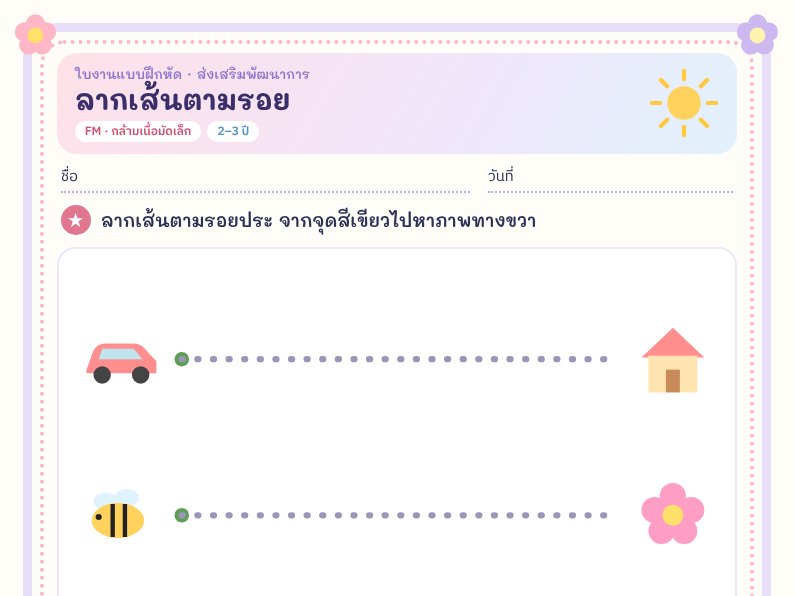 ใบงานแบบฝึกหัด · ส่งเสริมพัฒนาการ
ลากเส้นตามรอย
FM · กล้ามเนื้อมัดเล็ก 2–3 ปี
ชื่อ วันที่
ลากเส้นตามรอยประ จากจุดสีเขียวไปหาภาพทางขวา